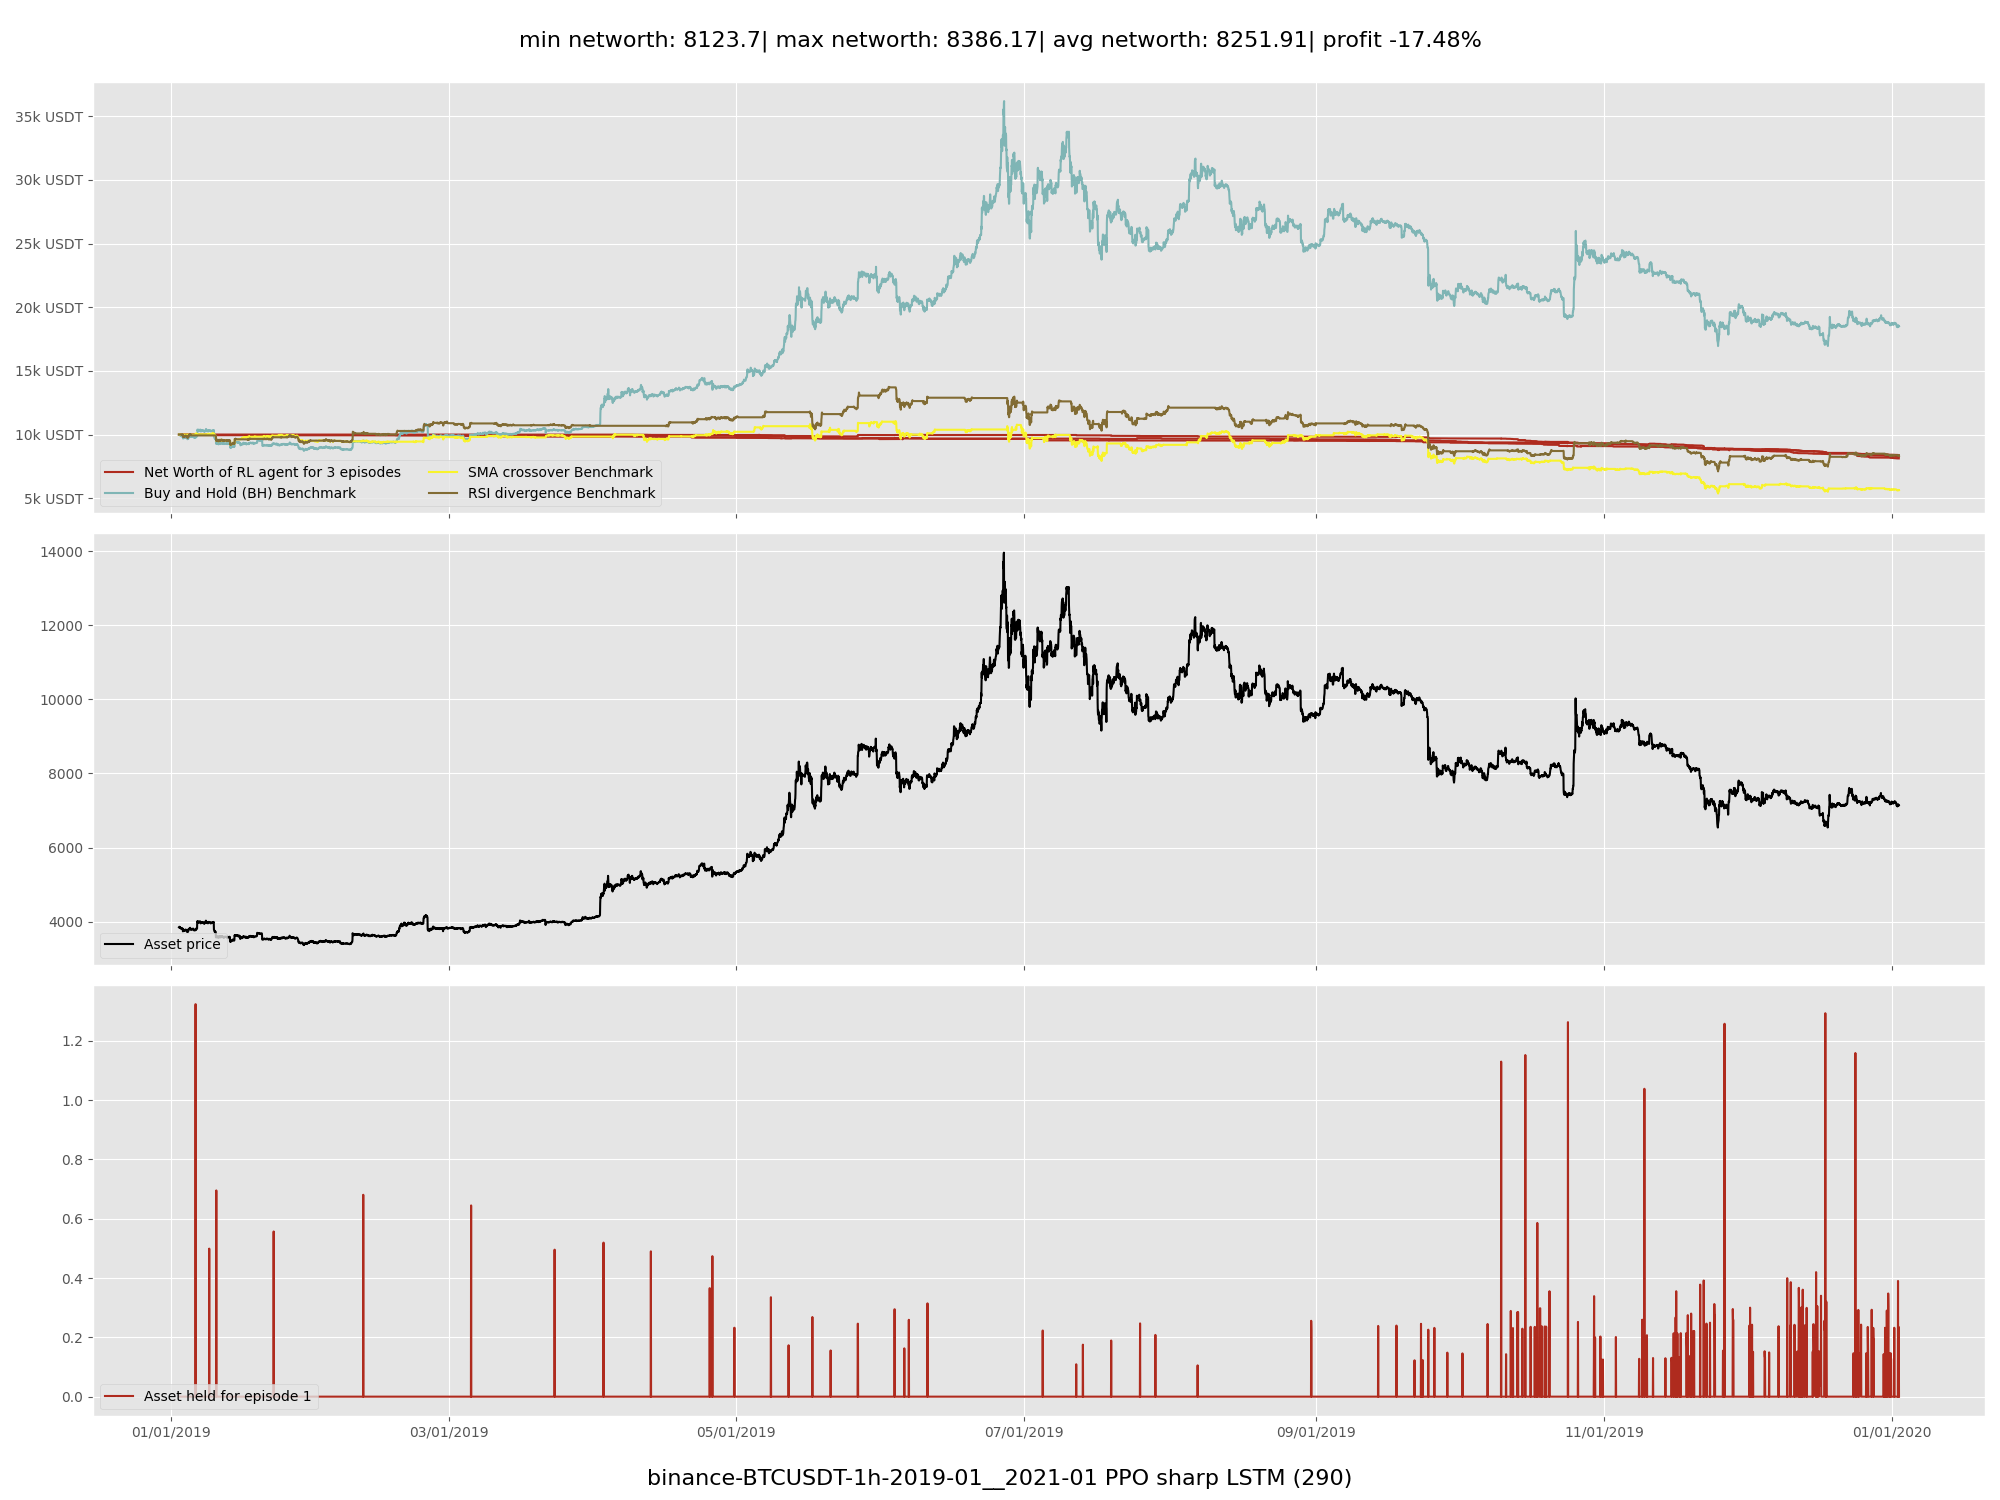 min networth: 8123.7| max networth: 8386.17| avg networth: 8251.91| profit -17.48%
35k USDT
30k USDT
25k USDT
20k USDT
15k USDT
10k USDT
5k USDT
Net Worth of RL agent for 3 episodes
Buy and Hold (BH) Benchmark
SMA crossover Benchmark
RSI divergence Benchmark
14000
12000
10000
8000
6000
4000
Asset price
1.2
1.0
0.8
0.6
0.4
0.2
0.0
Asset held for episode 1
01/01/2019
03/01/2019
05/01/2019
07/01/2019
09/01/2019
11/01/2019
01/01/2020
binance-BTCUSDT-1h-2019-01__2021-01 PPO sharp LSTM (290)